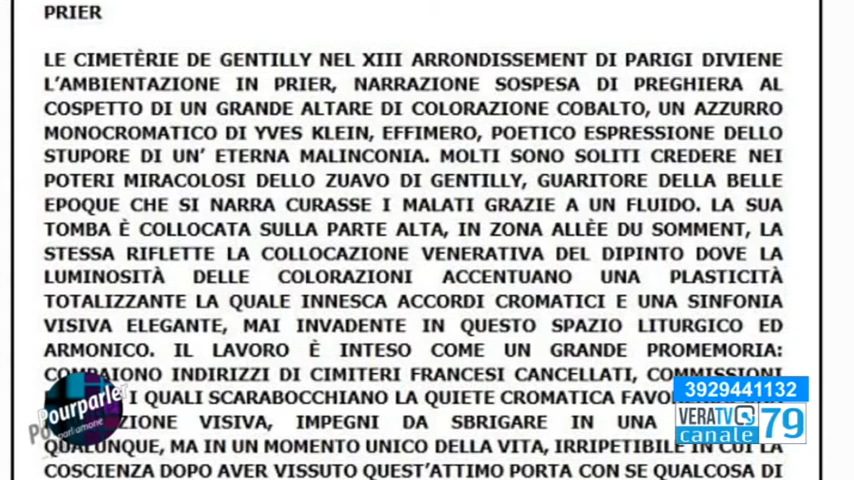 PRIER
LE CIMETÈRIE DE GENTILLY NEL XIII ARRONDISSEMENT DI PARIGI DIVIENE
L'AMBIENTAZIONE IN PRIER, NARRAZIONE SOSPESA DI PREGHIERA AL
COSPETTO DI UN GRANDE ALTARE DI COLORAZIONE COBALTO, UN AZZURRO
MONOCROMATICO DI YVES KLEIN, EFFIMERO, POETICO ESPRESSIONE DELLO
STUPORE DI UN' ETERNA MALINCONIA. MOLTI SONO SOLITI CREDERE NEI
POTERI MIRACOLOSI DELLO ZUAVO DI GENTILLY, GUARITORE DELLA BELLE
EPOQUE CHE SI NARRA CURASSE I MALATI GRAZIE A UN FLUIDO. LA SUA
TOMBA È COLLOCATA SULLA PARTE ALTA, IN ZONA ALLÈE DU SOMMENT, LA
STESSA RIFLETTE LA COLLOCAZIONE VENERATIVA DEL DIPINTO DOVE LA
LUMINOSITÀ DELLE COLORAZIONI ACCENTUANO UNA PLASTICITÀ
TOTALIZZANTE LA QUALE INNESCA ACCORDI CROMATICI E UNA SINFONIA
VISIVA ELEGANTE, MAI INVADENTE IN QUESTO SPAZIO LITURGICO ED
ARMONICO. IL LAVORO È INTESO COME UN GRANDE PROMEMORIA:
COMPAIONO INDIRIZZI DI CIMITERI FRANCESI CANCELLATI, COMMISSIONI
I QUALI SCARABOCCHIANO LA QUIETE CROMATICA
VISIVA, IMPEGNI DA SBRIGARE IN UNA
QUALUNQUE, MA IN UN MOMENTO UNICO DELLA VITA, IRRIPETIBILE IN CUI LA
COSCIENZA DOPO AVER VISSUTO QUEST'ATTIMO PORTA CON SE QUALCOSA DI
Pourparler
parliamone
3929441132
VERATV
canale 79